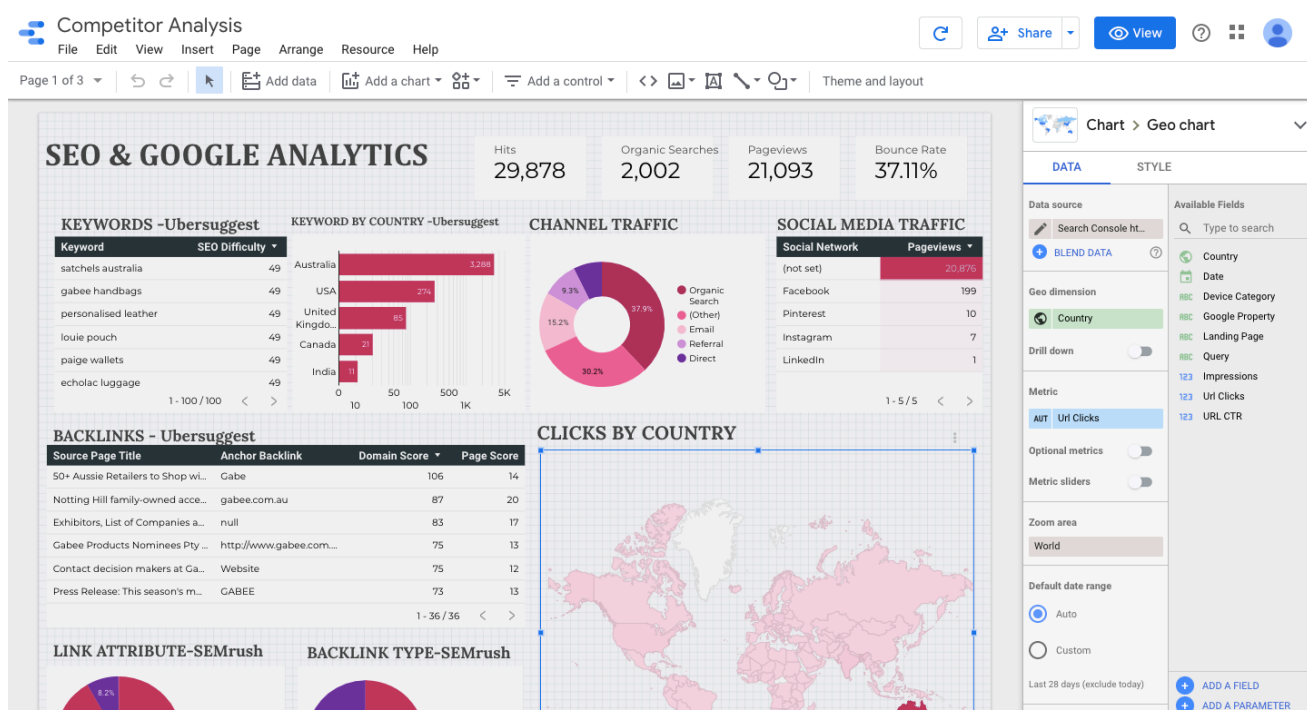 Competitor Analysis
File Edit View Insert Page Arrange Resource Help
Share
View
Page 1 of 3
Add data
Add a chart
Add a control
Theme and layout
SEO & GOOGLE ANALYTICS
Hits
29,878
Organic Searches
2,002
Pageviews
21,093
Bounce Rate
37.11%
KEYWORDS -Ubersuggest
Keyword SEO Difficulty
satchels australia 49
gabee handbags 49
personalised leather 49
louie pouch 49
paige wallets 49
echolac luggage 49
1 - 100 / 100
KEYWORD BY COUNTRY -Ubersuggest
Australia 3,288
USA 274
United
Kingdo... 85
Canada 21
India 11
0 50 500 5K
10 100 1K
CHANNEL TRAFFIC
37.9%
30.2%
15.2%
9.3%
Organic
Search
(Other)
Email
Referral
Direct
SOCIAL MEDIA TRAFFIC
Social Network Pageviews
(not set) 20,876
Facebook 199
Pinterest 10
Instagram 7
LinkedIn 1
1 - 5 / 5
BACKLINKS - Ubersuggest
Source Page Title Anchor Backlink Domain Score Page Score
50+ Aussie Retailers to Shop wi... Gabe 106 14
Notting Hill family-owned acce... gabee.com.au 87 20
Exhibitors, List of Companies a... null 83 17
Gabee Products Nominees Pty ... http://www.gabee.com.... 75 13
Contact decision makers at Ga... Website 75 12
Press Release: This season's m... GABEE 73 13
1 - 36 / 36
CLICKS BY COUNTRY
LINK ATTRIBUTE-SEMrush
8.2%
BACKLINK TYPE-SEMrush
Chart > Geo chart
DATA STYLE
Data source
Search Console ht...
BLEND DATA
Geo dimension
Country
Drill down
Metric
AUT Url Clicks
Optional metrics
Metric sliders
Zoom area
World
Default date range
Auto
Custom
Last 28 days (exclude today)
Available Fields
Type to search
Country
Date
ABC Device Category
ABC Google Property
ABC Landing Page
ABC Query
123 Impressions
123 Url Clicks
123 URL CTR
ADD A FIELD
ADD A PARAMETER